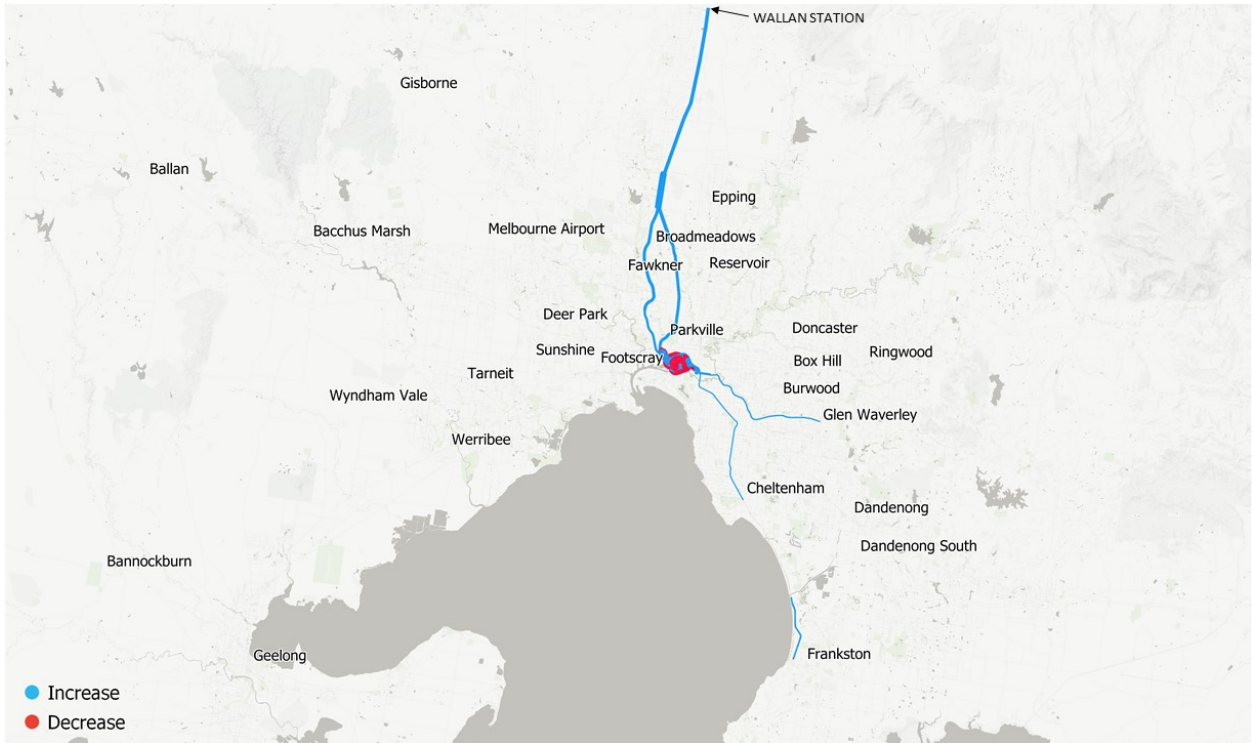 WALLAN STATION
Gisborne
Ballan
Epping
Bacchus Marsh
Melbourne Airport
Broadmeadows
Fawkner
Reservoir
Deer Park
Parkville
Doncaster
Sunshine
Footscray
Box Hill
Ringwood
Tarneit
Burwood
Wyndham Vale
Glen Waverley
Werribee
Cheltenham
Dandenong
Dandenong South
Bannockburn
Geelong
Frankston
Increase
Decrease